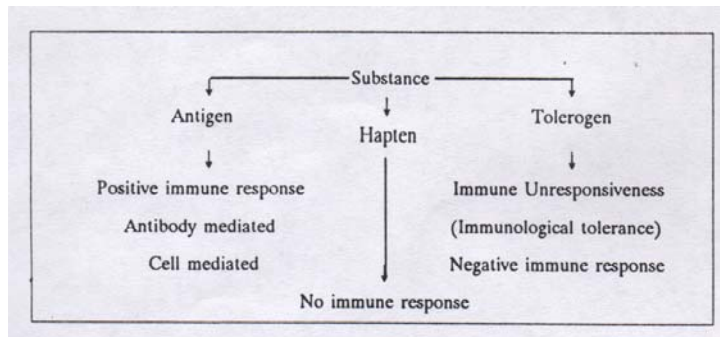 Substance
Antigen
Hapten
Tolerogen
Positive immune response
Immune Unresponsiveness
Antibody mediated
(Immunological tolerance)
Cell mediated
Negative immune response
No immune response